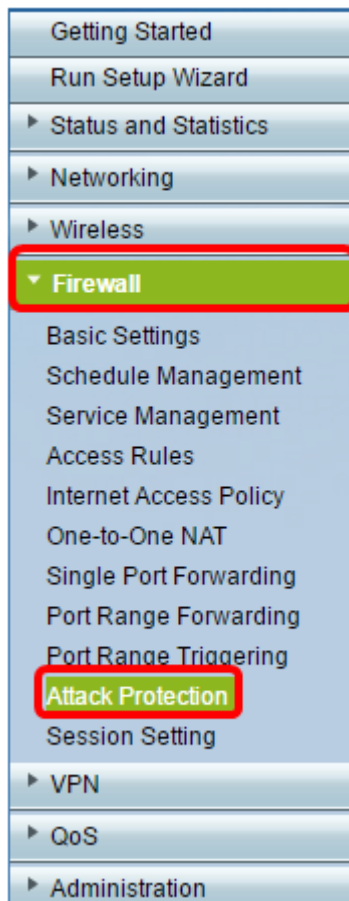 Getting Started
Run Setup Wizard
Status and Statistics
Networking
Wireless
Firewall
Basic Settings
Schedule Management
Service Management
Access Rules
Internet Access Policy
One-to-One NAT
Single Port Forwarding
Port Range Forwarding
Port Range Triggering
Attack Protection
Session Setting
VPN
QoS
Administration